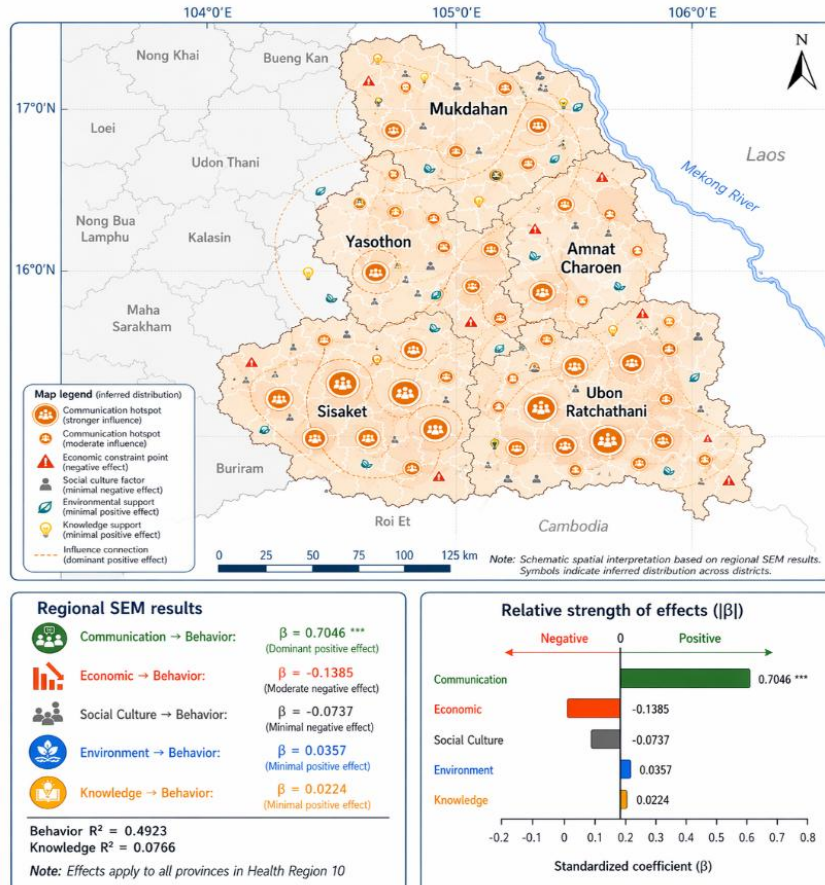 104°0'E
105°0'E
106°0'E
17°0'N
16°0'N
N
Nong Khai
Bueng Kan
Loei
Udon Thani
Nong Bua
Lamphu
Kalasin
Maha
Sarakham
Buriram
Roi Et
Cambodia
Laos
Mekong River
Mukdahan
Yasothon
Amnat
Charoen
Sisaket
Ubon
Ratchathani
Map legend (inferred distribution)
Communication hotspot
(stronger influence)
Communication hotspot
(moderate influence)
Economic constraint point
(negative effect)
Social culture factor
(minimal negative effect)
Environmental support
(minimal positive effect)
Knowledge support
(minimal positive effect)
Influence connection
(dominant positive effect)
0 25 50 75 100 125 km
Note: Schematic spatial interpretation based on regional SEM results.
Symbols indicate inferred distribution across districts.
Regional SEM results
Communication → Behavior: β = 0.7046 ***
(Dominant positive effect)
Economic → Behavior: β = -0.1385
(Moderate negative effect)
Social Culture → Behavior: β = -0.0737
(Minimal negative effect)
Environment → Behavior: β = 0.0357
(Minimal positive effect)
Knowledge → Behavior: β = 0.0224
(Minimal positive effect)
Behavior R² = 0.4923
Knowledge R² = 0.0766
Note: Effects apply to all provinces in Health Region 10
Relative strength of effects (|β|)
Negative 0 Positive
Communication 0.7046 ***
Economic -0.1385
Social Culture -0.0737
Environment 0.0357
Knowledge 0.0224
-0.2 -0.1 0 0.1 0.2 0.2 0.4 0.5 0.6 0.8
Standardized coefficient (β)